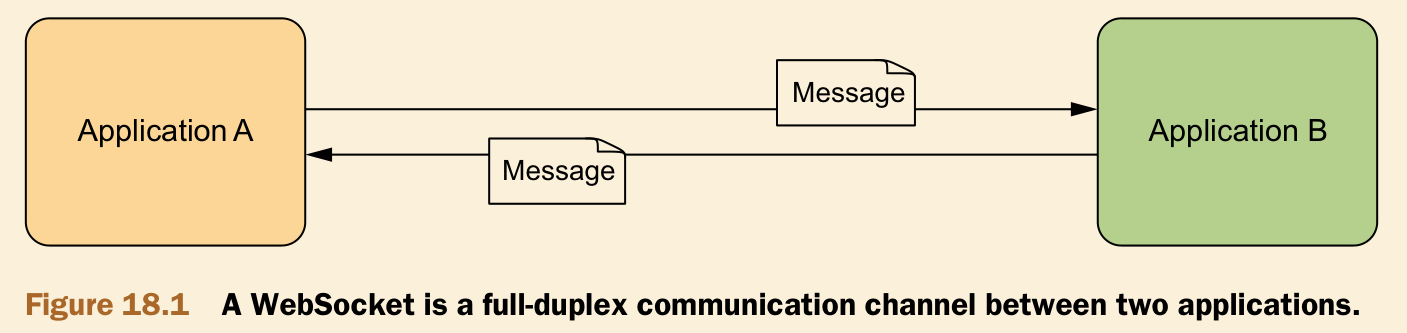 Message
Application A
Application B
Message
Figure 18.1 A WebSocket is a full-duplex communication channel between two applications.